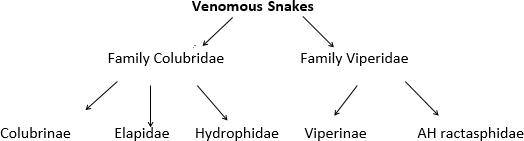 Venomous Snakes
Family Colubridae Family Viperidae
Colubrinae Elapidae Hydrophidae Viperinae AH ractasphidae